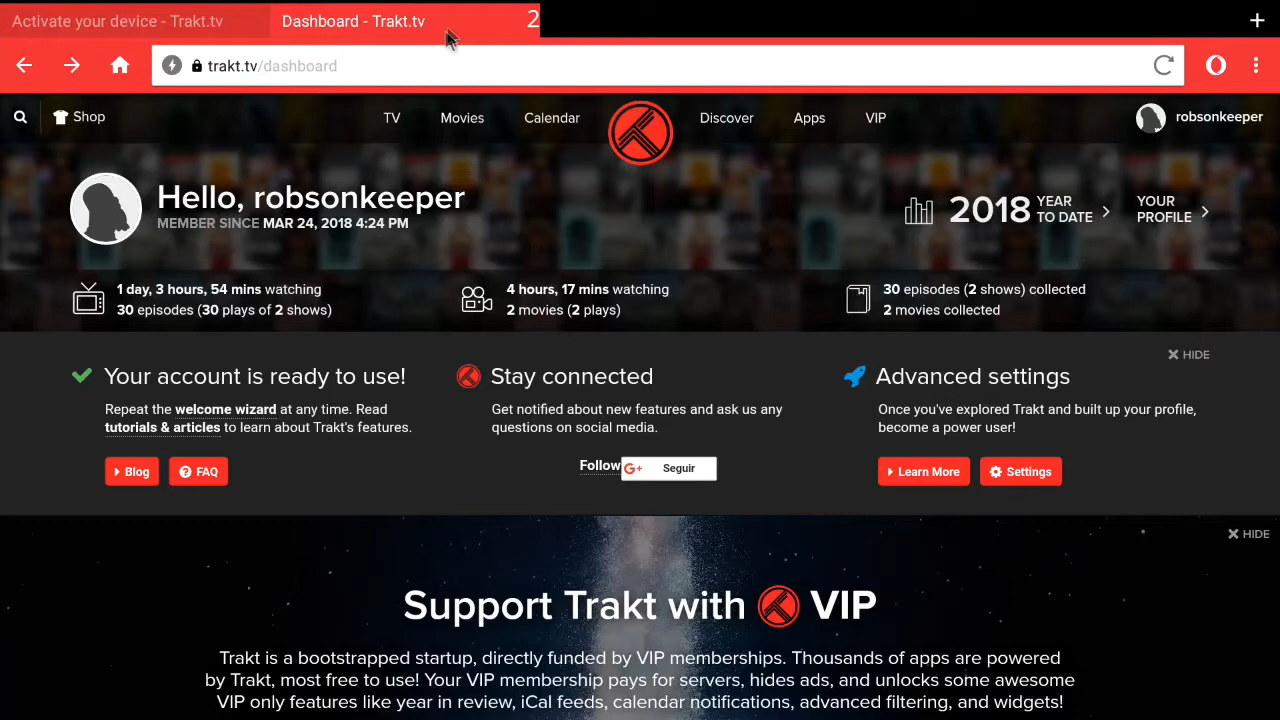 Activate your device - Trakt.tv
Dashboard - Trakt.tv
2
trakt.tv/dashboard
Shop
TV
Movies
Calendar
Discover
Apps
VIP
robsonkeeper
Hello, robsonkeeper
MEMBER SINCE MAR 24, 2018 4:24 PM
2018 YEAR TO DATE
YOUR PROFILE
1 day, 3 hours, 54 mins watching
30 episodes (30 plays of 2 shows)
4 hours, 17 mins watching
2 movies (2 plays)
30 episodes (2 shows) collected
2 movies collected
HIDE
Your account is ready to use!
Repeat the welcome wizard at any time. Read
tutorials & articles to learn about Trakt's features.
Blog
FAQ
Stay connected
Get notified about new features and ask us any
questions on social media.
Follow
G+ Seguir
Advanced settings
Once you've explored Trakt and built up your profile,
become a power user!
Learn More
Settings
HIDE
Support Trakt with VIP
Trakt is a bootstrapped startup, directly funded by VIP memberships. Thousands of apps are powered
by Trakt, most free to use! Your VIP membership pays for servers, hides ads, and unlocks some awesome
VIP only features like year in review, iCal feeds, calendar notifications, advanced filtering, and widgets!